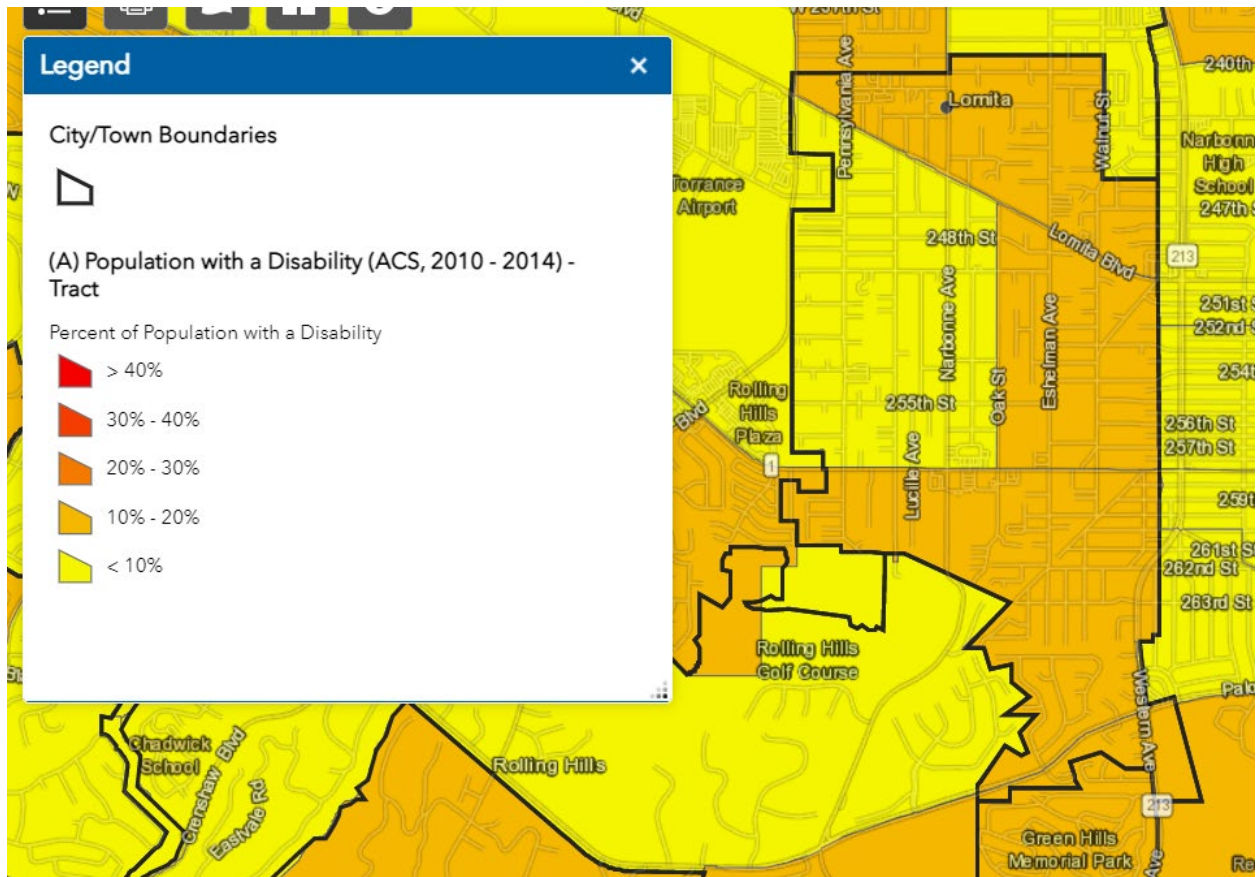 Legend
City/Town Boundaries
(A) Population with a Disability (ACS, 2010 - 2014) -
Tract
Percent of Population with a Disability
> 40%
30% - 40%
20% - 30%
10% - 20%
< 10%
Blvd
Pennsylvania Ave
Lomita
Walnut St
240th
Narbonn
High
School
247th S
Torrance
Airport
248th St
Lomita Blvd
213
251st S
252nd S
254t
Narbonne Ave
Eshelman Ave
Oak St
Rolling
Hills
Plaza
Blvd
255th St
256th St
257th St
1
Lucille Ave
259t
261st S
262nd St
263rd St
Rolling Hills
Golf Course
Western Ave
Palo
Chadwick
School
Crenshaw Blvd
Eastvale Rd
Rolling Hills
213
Green Hills
Memorial Park
Ave
Re